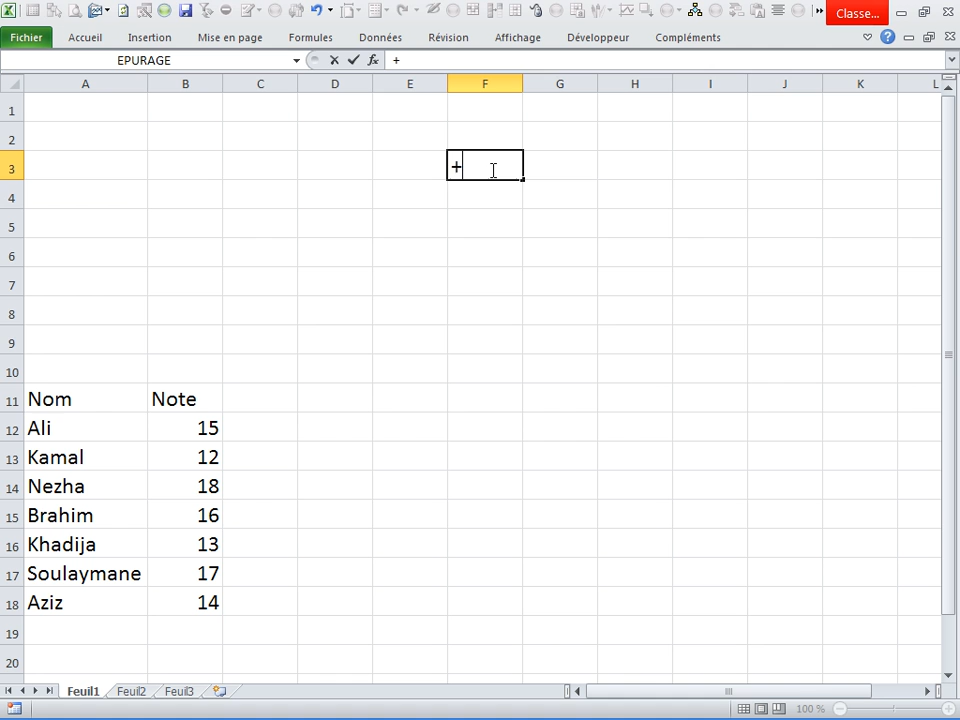 Classe...
Fichier Accueil Insertion Mise en page Formules Données Révision Affichage Développeur Compléments
EPURAGE fx +
A B C D E F G H I J K L
1
2
3 +
4
5
6
7
8
9
10
11 Nom Note
12 Ali 15
13 Kamal 12
14 Nezha 18
15 Brahim 16
16 Khadija 13
17 Soulaymane 17
18 Aziz 14
19
20
Feuil1 Feuil2 Feuil3
100 %